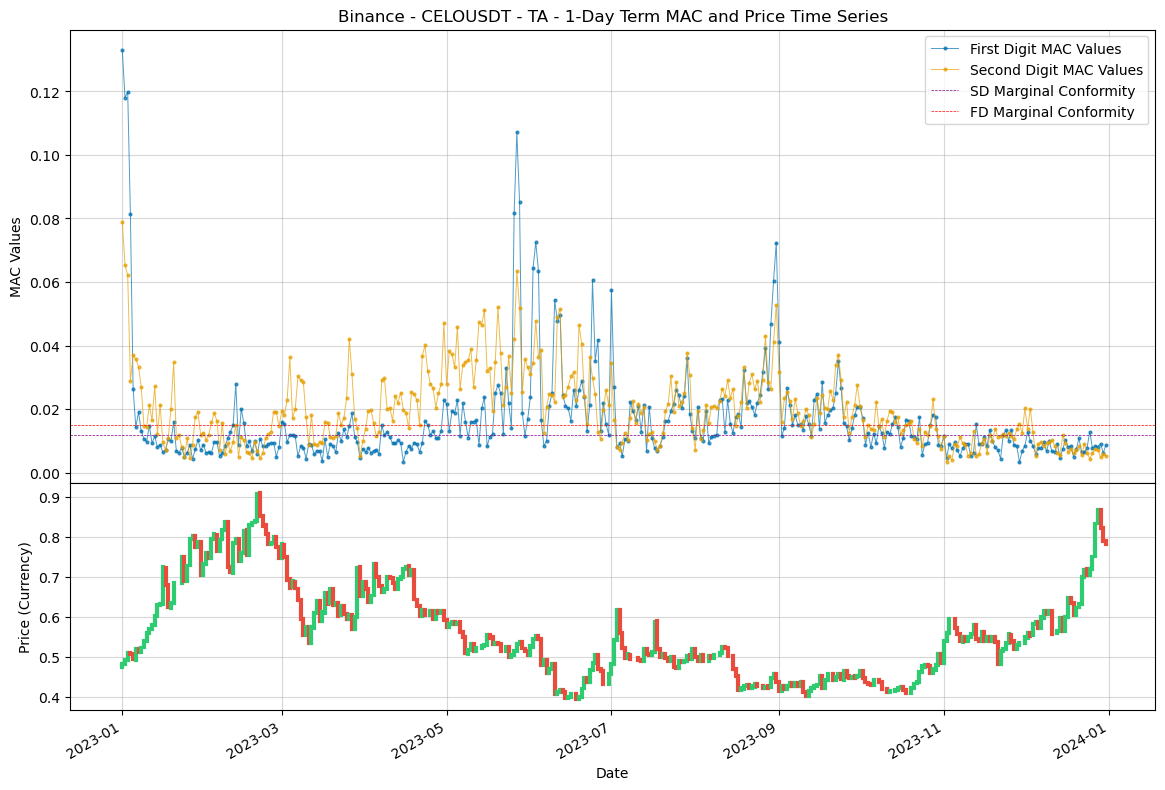 Binance - CELOUSDT - TA - 1-Day Term MAC and Price Time Series
First Digit MAC Values
Second Digit MAC Values
SD Marginal Conformity
FD Marginal Conformity
MAC Values
0.12
0.10
0.08
0.06
0.04
0.02
0.00
Price (Currency)
0.9
0.8
0.7
0.6
0.5
0.4
2023-01
2023-03
2023-05
2023-07
2023-09
2023-11
2024-01
Date